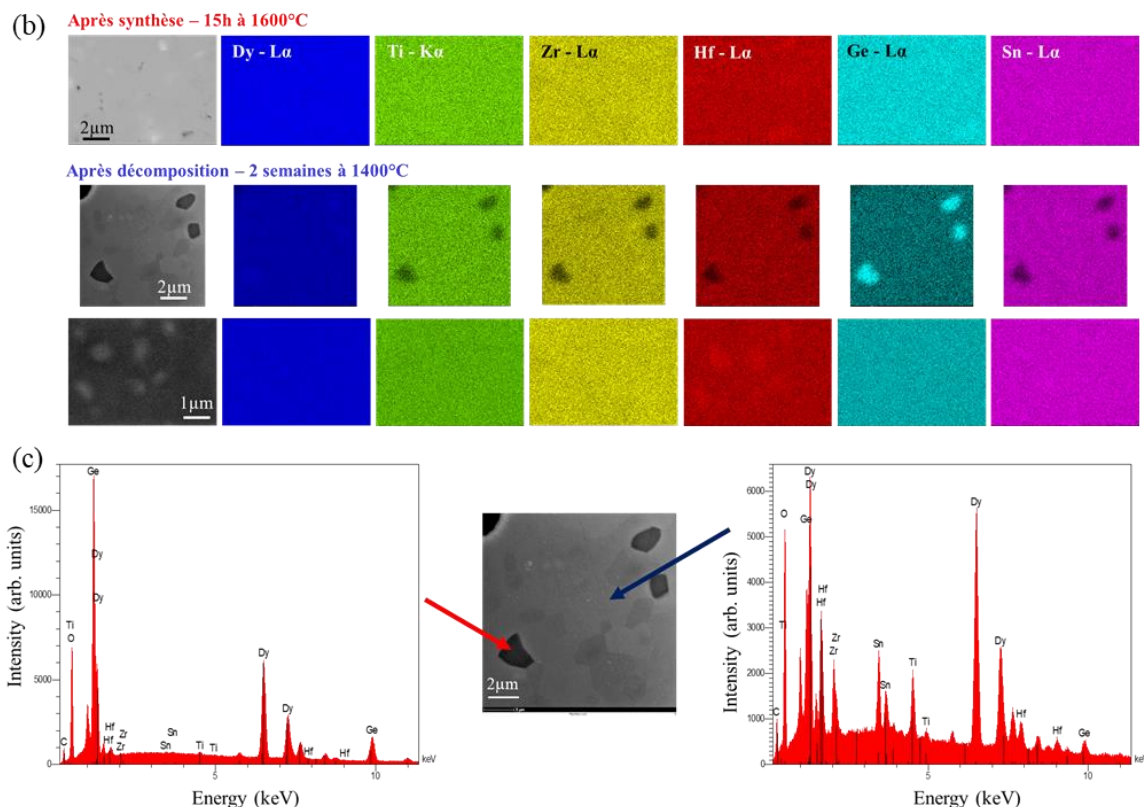 (b)
Après synthèse – 15h à 1600°C
Dy - Lα
Ti - Kα
Zr - Lα
Hf - Lα
Ge - Lα
Sn - Lα
2µm
Après décomposition – 2 semaines à 1400°C
2µm
1µm
(c)
Intensity (arb. units)
15000
10000
5000
0
Ge
Dy
Dy
Ti
O
C
Hf
Hf
Zr
Zr
Sn
Sn
Ti
Ti
Dy
Dy
Hf
Hf
Ge
5
10
keV
Energy (keV)
2µm
Intensity (arb. units)
6000
5000
4000
3000
2000
1000
0
Dy
Dy
O
Ge
Ti
C
Hf
Hf
Zr
Zr
Sn
Sn
Ti
Ti
Dy
Dy
Hf
Hf
Ge
5
10
Energy (keV)